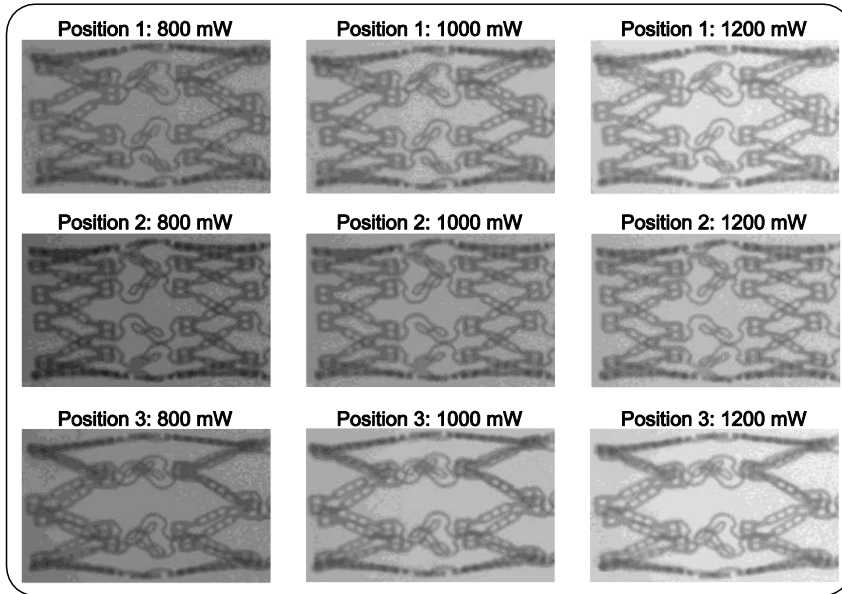 Position 1: 800 mW
Position 1: 1000 mW
Position 1: 1200 mW
Position 2: 800 mW
Position 2: 1000 mW
Position 2: 1200 mW
Position 3: 800 mW
Position 3: 1000 mW
Position 3: 1200 mW